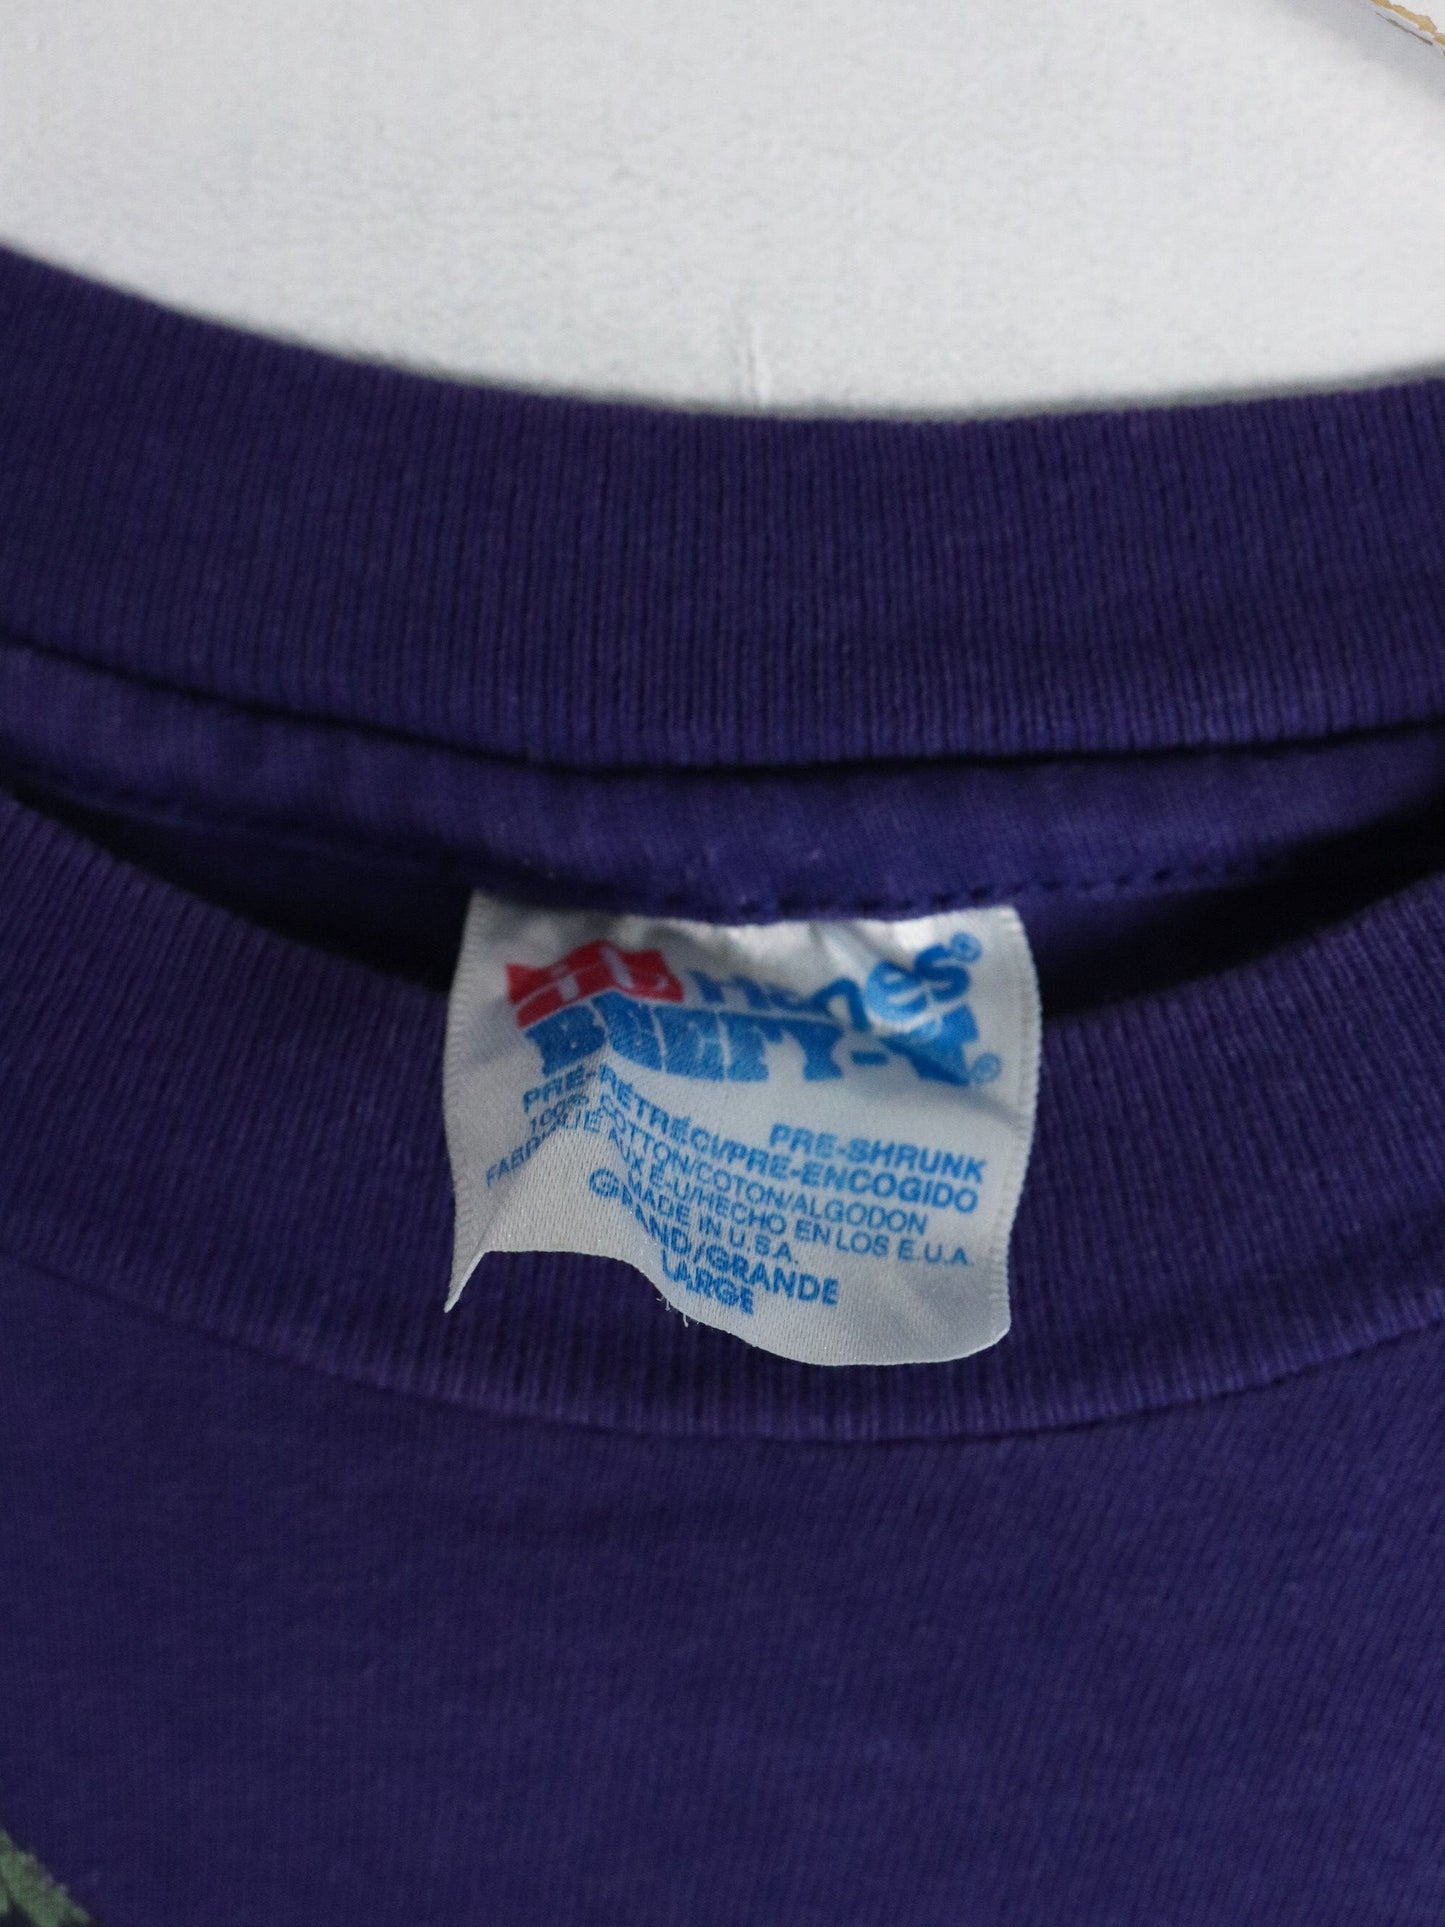 Hanes®
BEEFY-T®
PRE-SHRUNK
PRÉ-RÉTRÉCI/PRE-ENCOGIDO
100% COTTON/COTON/ALGODON
FABRIQUÉ AUX E-U/HECHO EN LOS E.U.A.
MADE IN U.S.A.
GRAND/GRANDE
LARGE